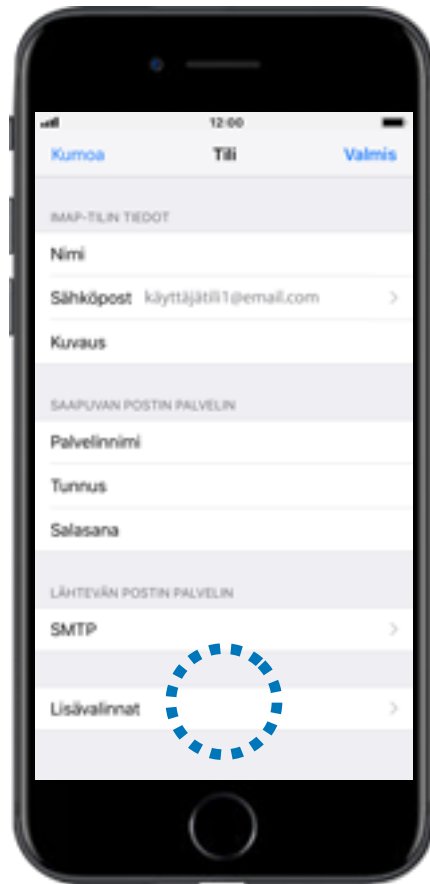 12:00
Kumoa Tili Valmis
IMAP-TILIN TIEDOT
Nimi
Sähköpost käyttäjätili1@email.com
Kuvaus
SAAPUVAN POSTIN PALVELIN
Palvelinnimi
Tunnus
Salasana
LÄHTEVÄN POSTIN PALVELIN
SMTP
Lisävalinnat